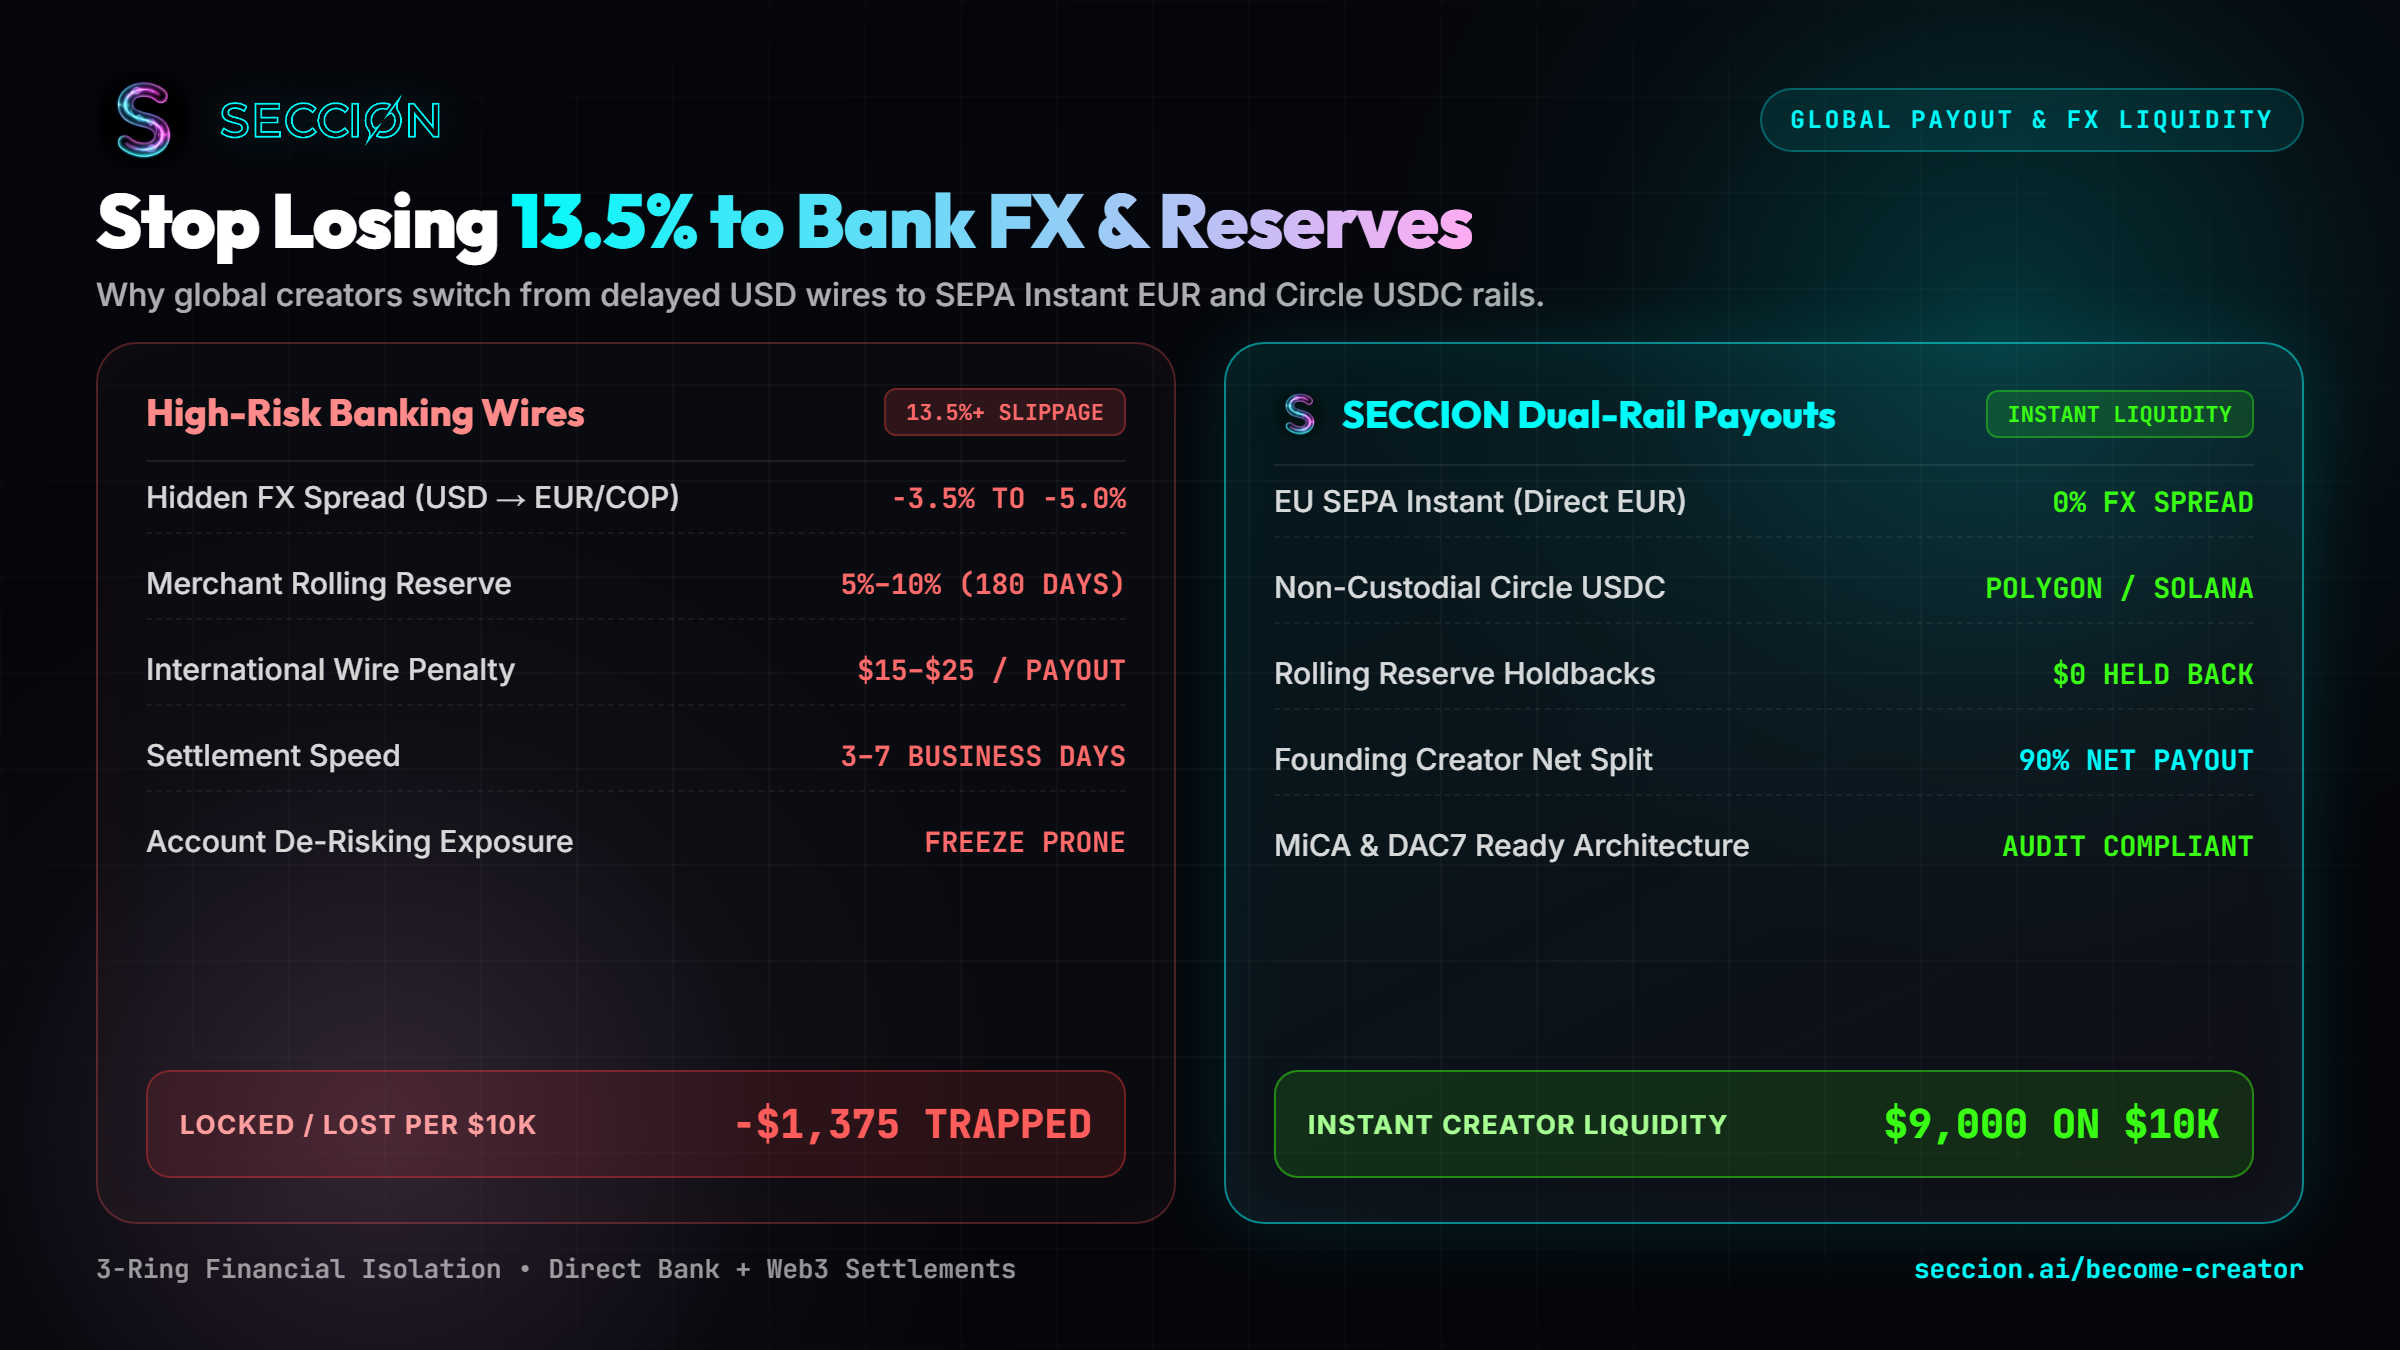 S SECCIØN
GLOBAL PAYOUT & FX LIQUIDITY
Stop Losing 13.5% to Bank FX & Reserves
Why global creators switch from delayed USD wires to SEPA Instant EUR and Circle USDC rails.
High-Risk Banking Wires
13.5%+ SLIPPAGE
Hidden FX Spread (USD → EUR/COP)
-3.5% TO -5.0%
Merchant Rolling Reserve
5%–10% (180 DAYS)
International Wire Penalty
$15–$25 / PAYOUT
Settlement Speed
3–7 BUSINESS DAYS
Account De-Risking Exposure
FREEZE PRONE
LOCKED / LOST PER $10K
-$1,375 TRAPPED
S SECCION Dual-Rail Payouts
INSTANT LIQUIDITY
EU SEPA Instant (Direct EUR)
0% FX SPREAD
Non-Custodial Circle USDC
POLYGON / SOLANA
Rolling Reserve Holdbacks
$0 HELD BACK
Founding Creator Net Split
90% NET PAYOUT
MiCA & DAC7 Ready Architecture
AUDIT COMPLIANT
INSTANT CREATOR LIQUIDITY
$9,000 ON $10K
3-Ring Financial Isolation • Direct Bank + Web3 Settlements
seccion.ai/become-creator